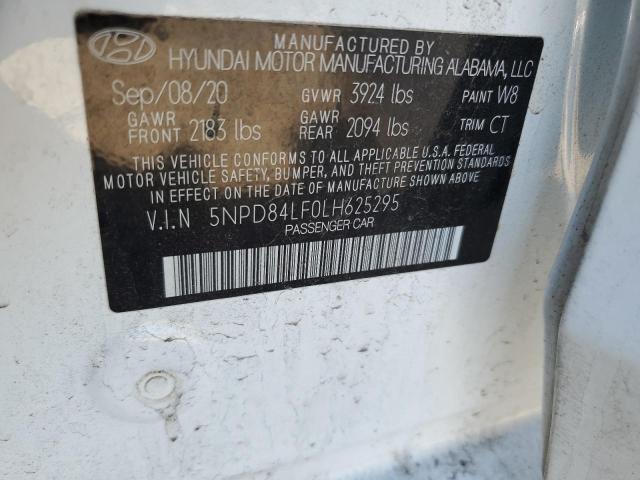 MANUFACTURED BY
HYUNDAI MOTOR MANUFACTURING ALABAMA, LLC
Sep/08/20 GVWR 3924 lbs PAINT W8
GAWR FRONT 2183 lbs GAWR REAR 2094 lbs TRIM CT
THIS VEHICLE CONFORMS TO ALL APPLICABLE U.S.A. FEDERAL
MOTOR VEHICLE SAFETY, BUMPER, AND THEFT PREVENTION STANDARDS
IN EFFECT ON THE DATE OF MANUFACTURE SHOWN ABOVE.
V.I.N 5NPD84LF0LH625295
PASSENGER CAR